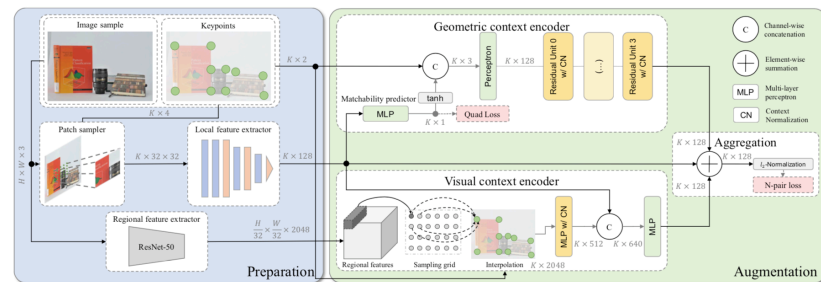 Image sample
Keypoints
K × 2
K × 4
H × W × 3
Patch sampler
K × 32 × 32
Local feature extractor
K × 128
Regional feature extractor
ResNet-50
H/32 × W/32 × 2048
Preparation
Geometric context encoder
C
K × 3
Perceptron
K × 128
Residual Unit 0
w/ CN
(...)
Residual Unit 3
w/ CN
tanh
Matchability predictor
MLP
K × 1
Quad Loss
Visual context encoder
Regional features
Sampling grid
Interpolation
K × 2048
MLP w/ CN
K × 512
C
K × 640
MLP
K × 128
K × 128
K × 128
Aggregation
l2-Normalization
N-pair loss
Augmentation
C
Channel-wise
concatenation
Element-wise
summation
MLP
Multi-layer
perceptron
CN
Context
Normalization